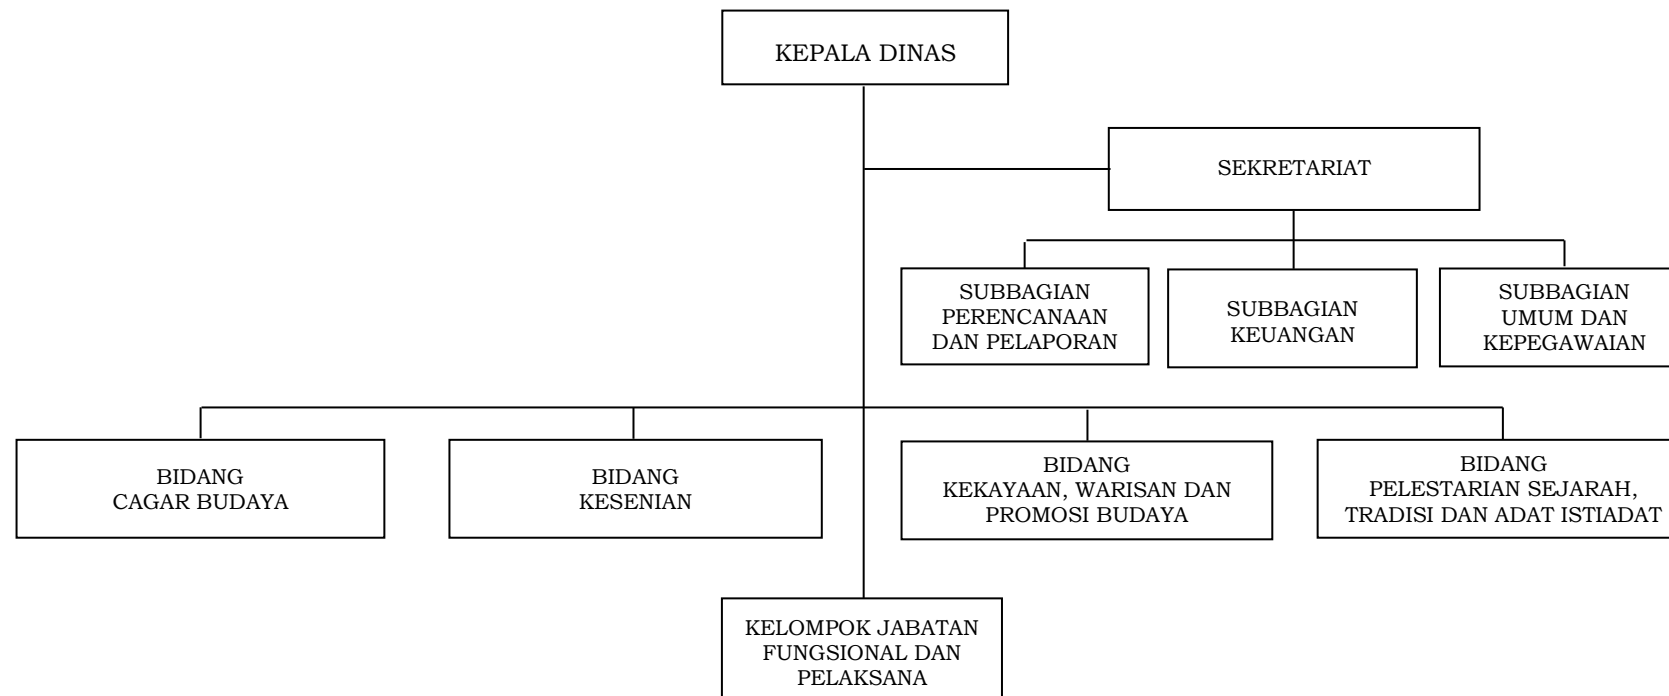 KEPALA DINAS
SEKRETARIAT
SUBBAGIAN
PERENCANAAN
DAN PELAPORAN
SUBBAGIAN
KEUANGAN
SUBBAGIAN
UMUM DAN
KEPEGAWAIAN
BIDANG
CAGAR BUDAYA
BIDANG
KESENIAN
BIDANG
KEKAYAAN, WARISAN DAN
PROMOSI BUDAYA
BIDANG
PELESTARIAN SEJARAH,
TRADISI DAN ADAT ISTIADAT
KELOMPOK JABATAN
FUNGSIONAL DAN
PELAKSANA